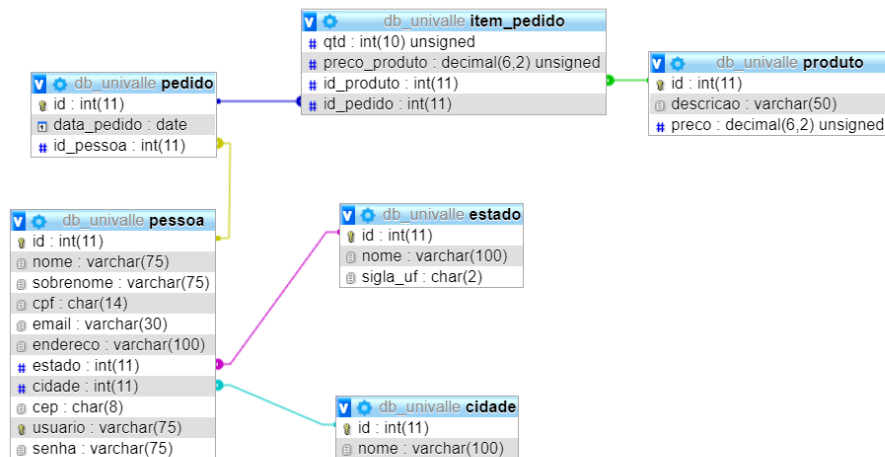 db_univalle item_pedido
qtd : int(10) unsigned
preco_produto : decimal(6,2) unsigned
id_produto : int(11)
id_pedido : int(11)
db_univalle produto
id : int(11)
descricao : varchar(50)
preco : decimal(6,2) unsigned
db_univalle pedido
id : int(11)
data_pedido : date
id_pessoa : int(11)
db_univalle pessoa
id : int(11)
nome : varchar(75)
sobrenome : varchar(75)
cpf : char(14)
email : varchar(30)
endereco : varchar(100)
estado : int(11)
cidade : int(11)
cep : char(8)
usuario : varchar(75)
senha : varchar(75)
db_univalle estado
id : int(11)
nome : varchar(100)
sigla_uf : char(2)
db_univalle cidade
id : int(11)
nome : varchar(100)